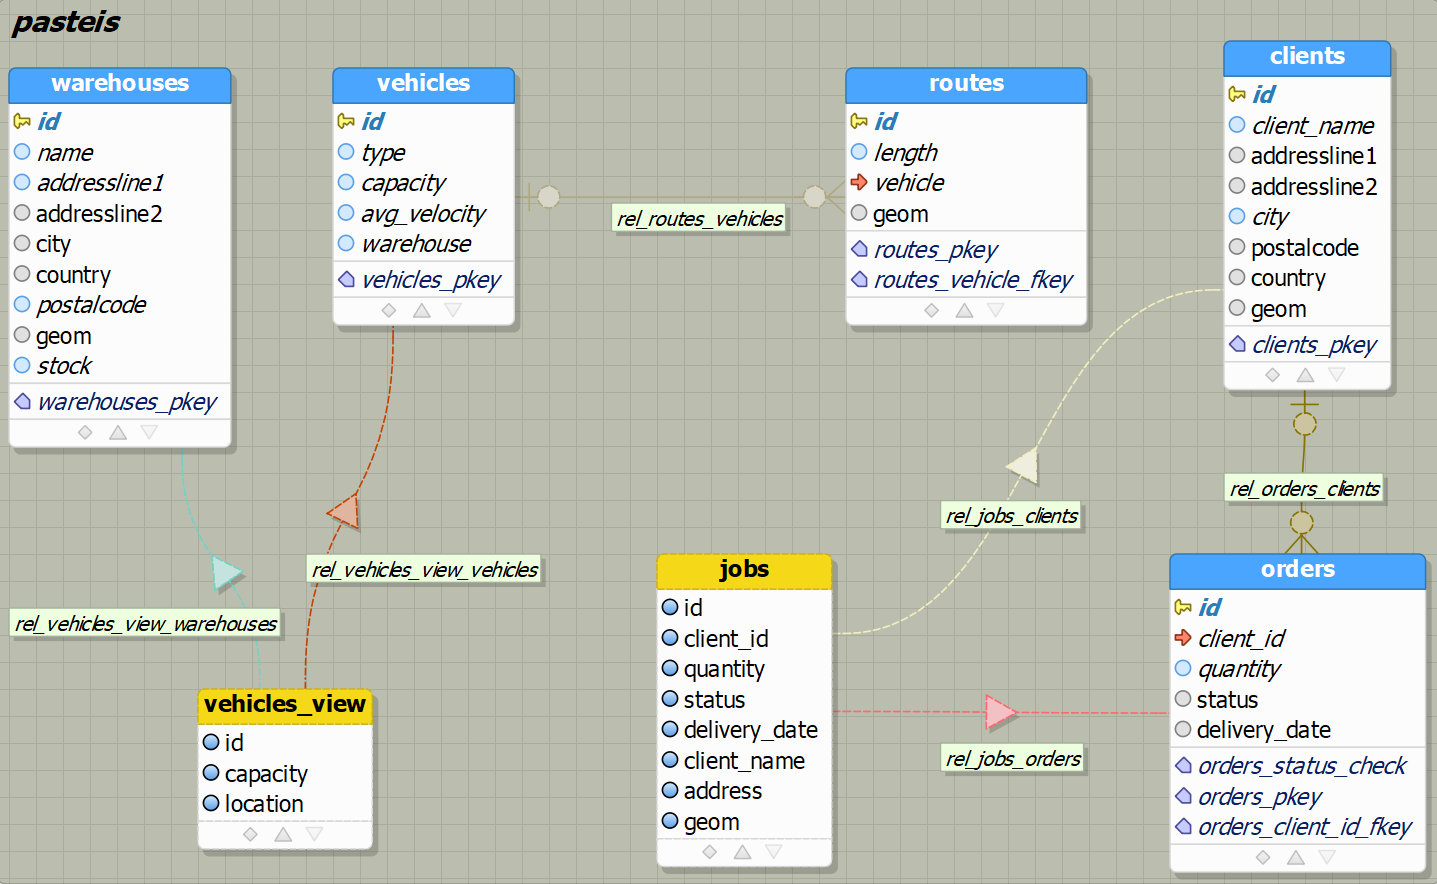 pasteis
warehouses
id
name
addressline1
addressline2
city
country
postalcode
geom
stock
warehouses_pkey
vehicles
id
type
capacity
avg_velocity
warehouse
vehicles_pkey
rel_routes_vehicles
routes
id
length
vehicle
geom
routes_pkey
routes_vehicle_fkey
clients
id
client_name
addressline1
addressline2
city
postalcode
country
geom
clients_pkey
rel_orders_clients
rel_jobs_clients
rel_vehicles_view_vehicles
rel_vehicles_view_warehouses
vehicles_view
id
capacity
location
jobs
id
client_id
quantity
status
delivery_date
client_name
address
geom
rel_jobs_orders
orders
id
client_id
quantity
status
delivery_date
orders_status_check
orders_pkey
orders_client_id_fkey